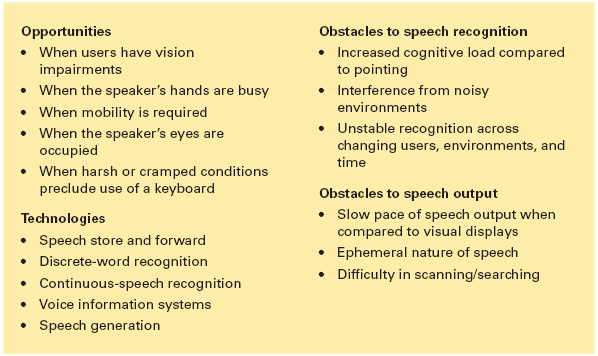 Opportunities
• When users have vision
impairments
• When the speaker's hands are busy
• When mobility is required
• When the speaker's eyes are
occupied
• When harsh or cramped conditions
preclude use of a keyboard
Technologies
• Speech store and forward
• Discrete-word recognition
• Continuous-speech recognition
• Voice information systems
• Speech generation
Obstacles to speech recognition
• Increased cognitive load compared
to pointing
• Interference from noisy
environments
• Unstable recognition across
changing users, environments, and
time
Obstacles to speech output
• Slow pace of speech output when
compared to visual displays
• Ephemeral nature of speech
• Difficulty in scanning/searching